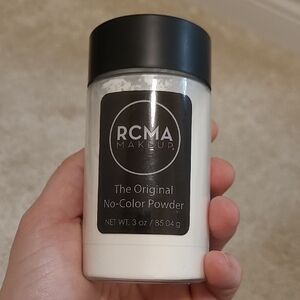 RCMA
MAKEUP
The Original
No-Color Powder
NET WT. 3 oz / 85.04 g